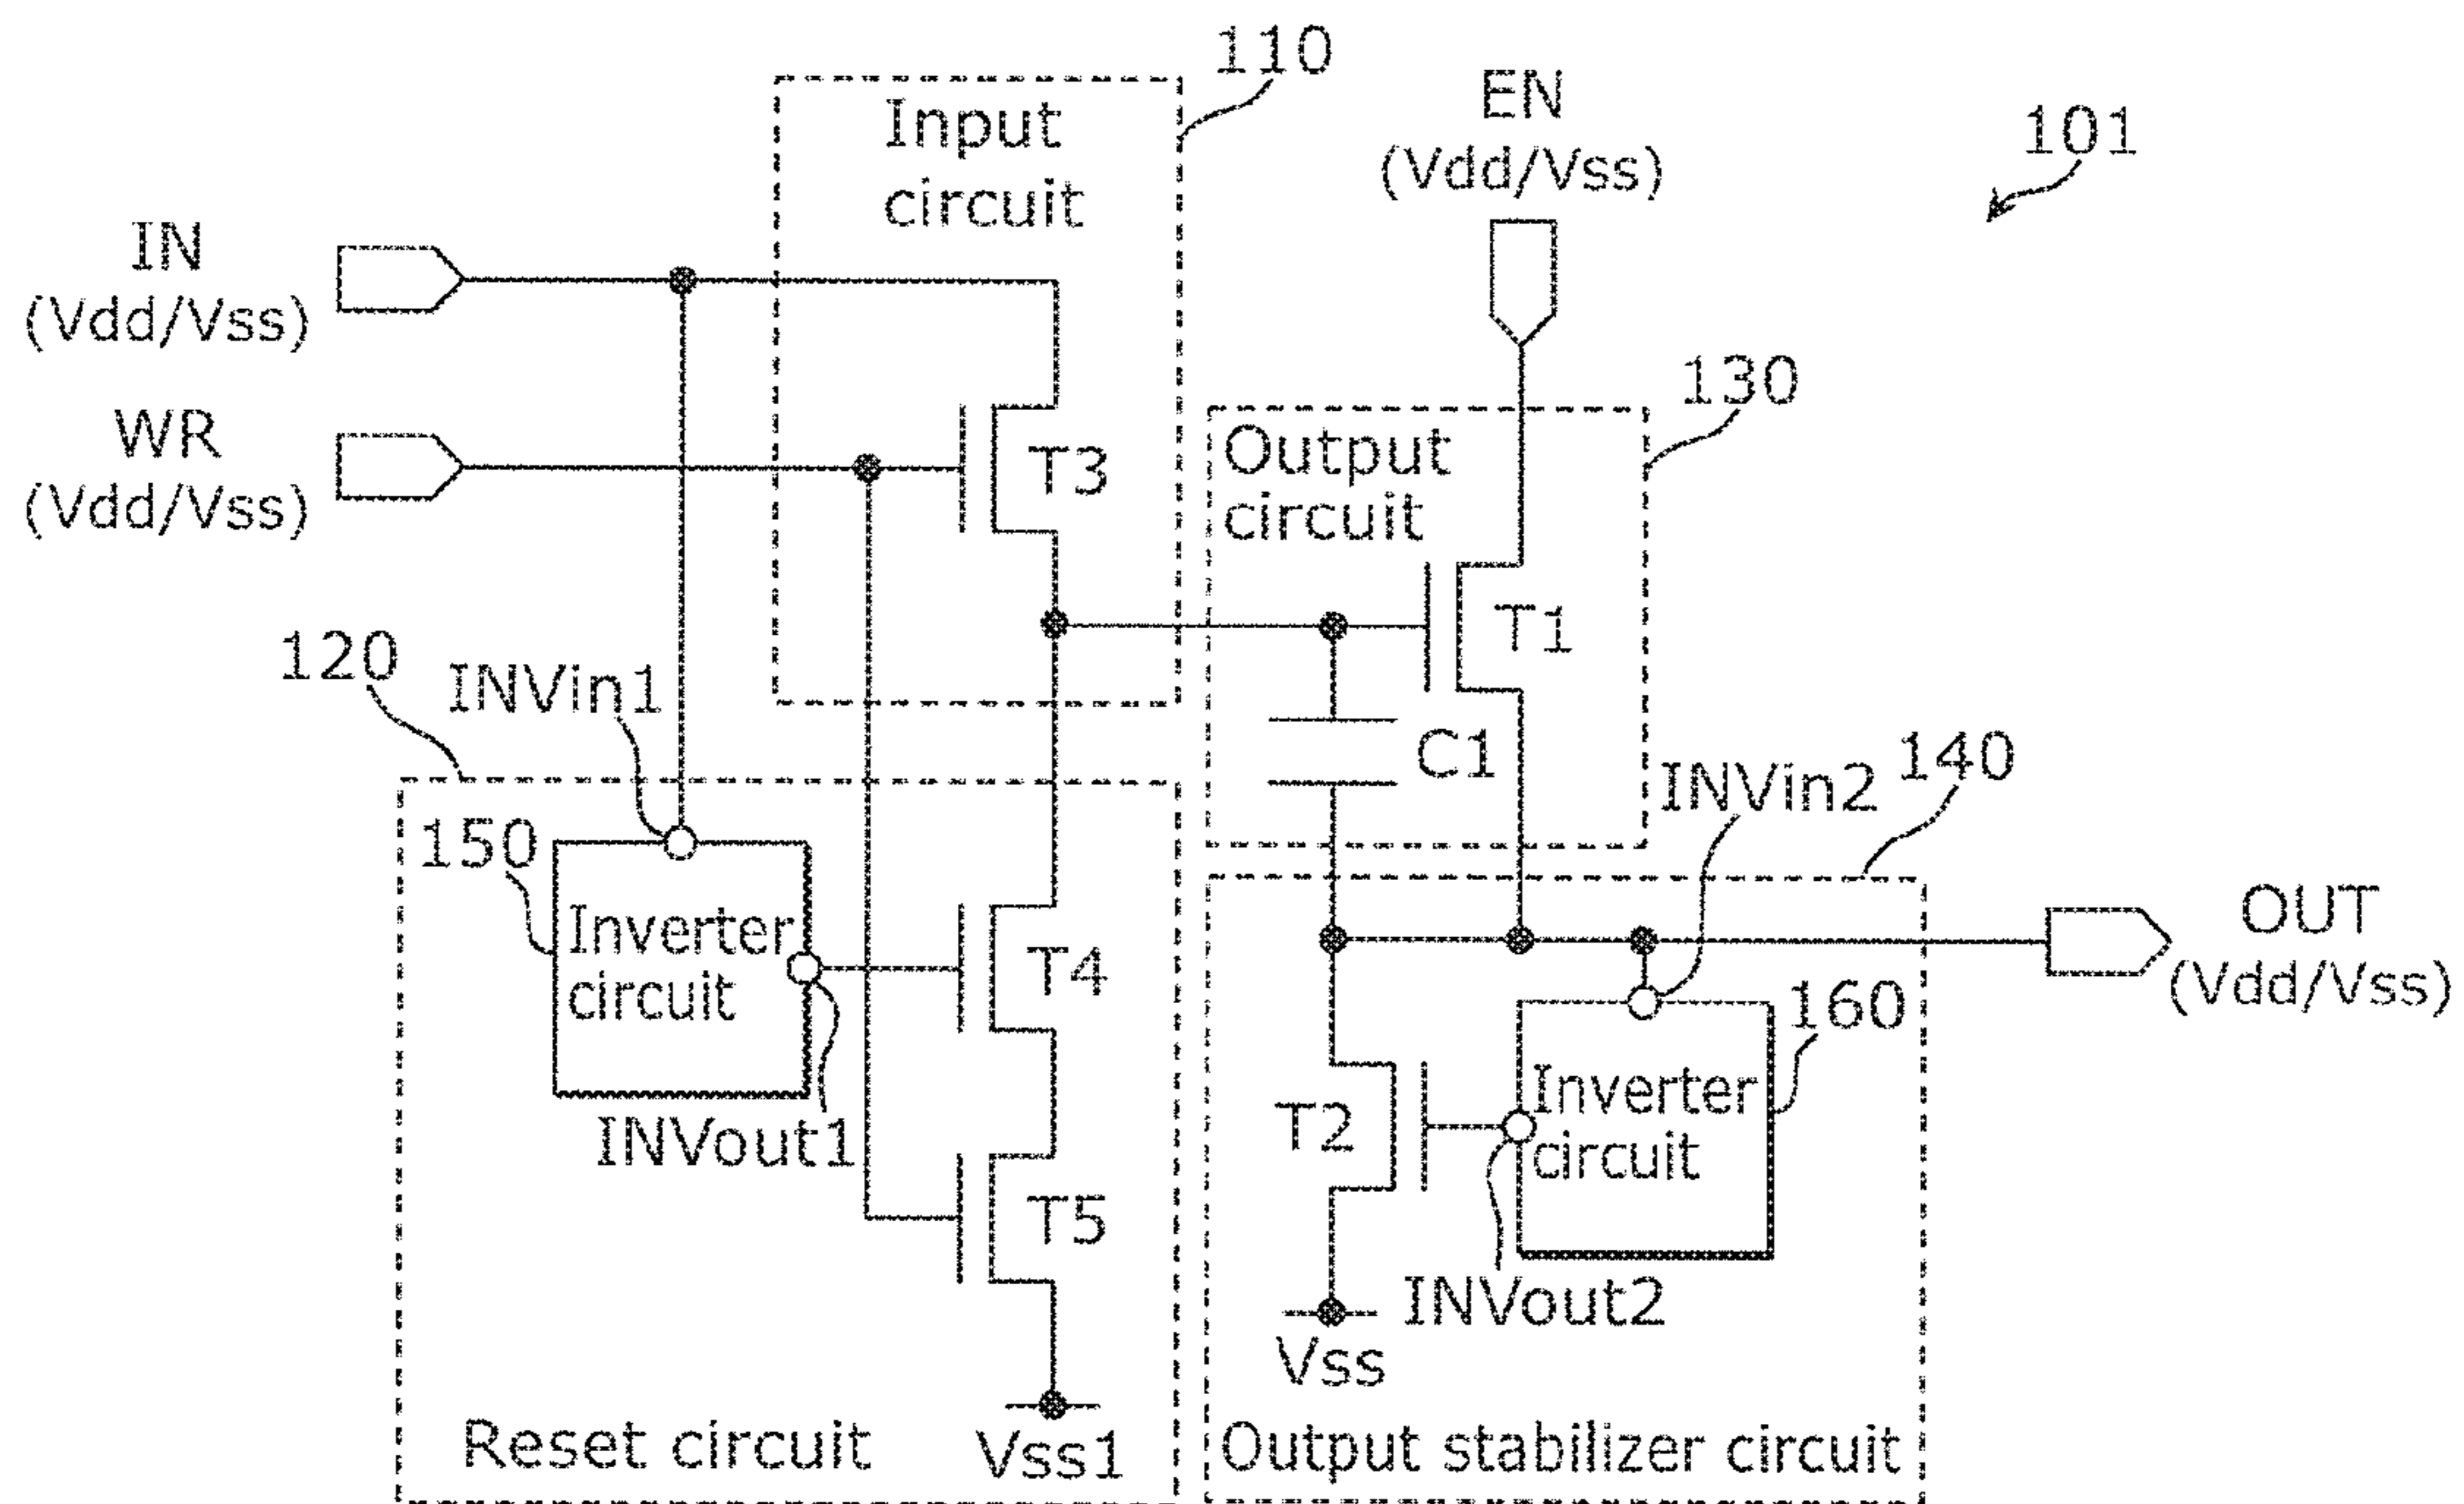 110
EN
(Vdd/Vss)
101
Input
circuit
IN
(Vdd/Vss)
130
WR
(Vdd/Vss)
T3
Output
circuit
T1
120
INVin1
C1
INVin2
140
150
Inverter
circuit
T4
OUT
(Vdd/Vss)
160
INVout1
T2
Inverter
circuit
T5
INVout2
Vss
Reset circuit
Vss1
Output stabilizer circuit